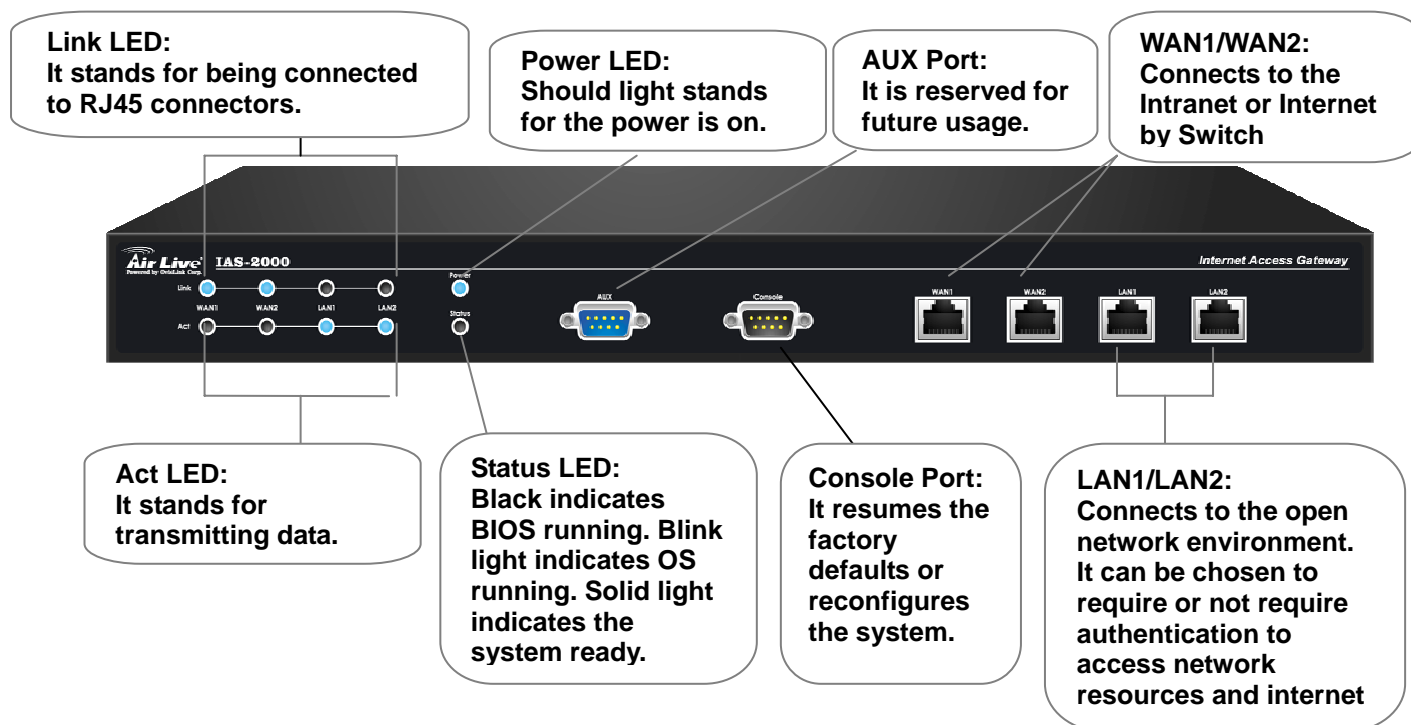 Link LED:
It stands for being connected
to RJ45 connectors.
Power LED:
Should light stands
for the power is on.
AUX Port:
It is reserved for
future usage.
WAN1/WAN2:
Connects to the
Intranet or Internet
by Switch
Air Live
Powered by OvisLink Corp.
IAS-2000
Internet Access Gateway
Link
Power
WAN1 WAN2 LAN1 LAN2
Act
Status
AUX
Console
WAN1
WAN2
LAN1
LAN2
Act LED:
It stands for
transmitting data.
Status LED:
Black indicates
BIOS running. Blink
light indicates OS
running. Solid light
indicates the
system ready.
Console Port:
It resumes the
factory
defaults or
reconfigures
the system.
LAN1/LAN2:
Connects to the open
network environment.
It can be chosen to
require or not require
authentication to
access network
resources and internet